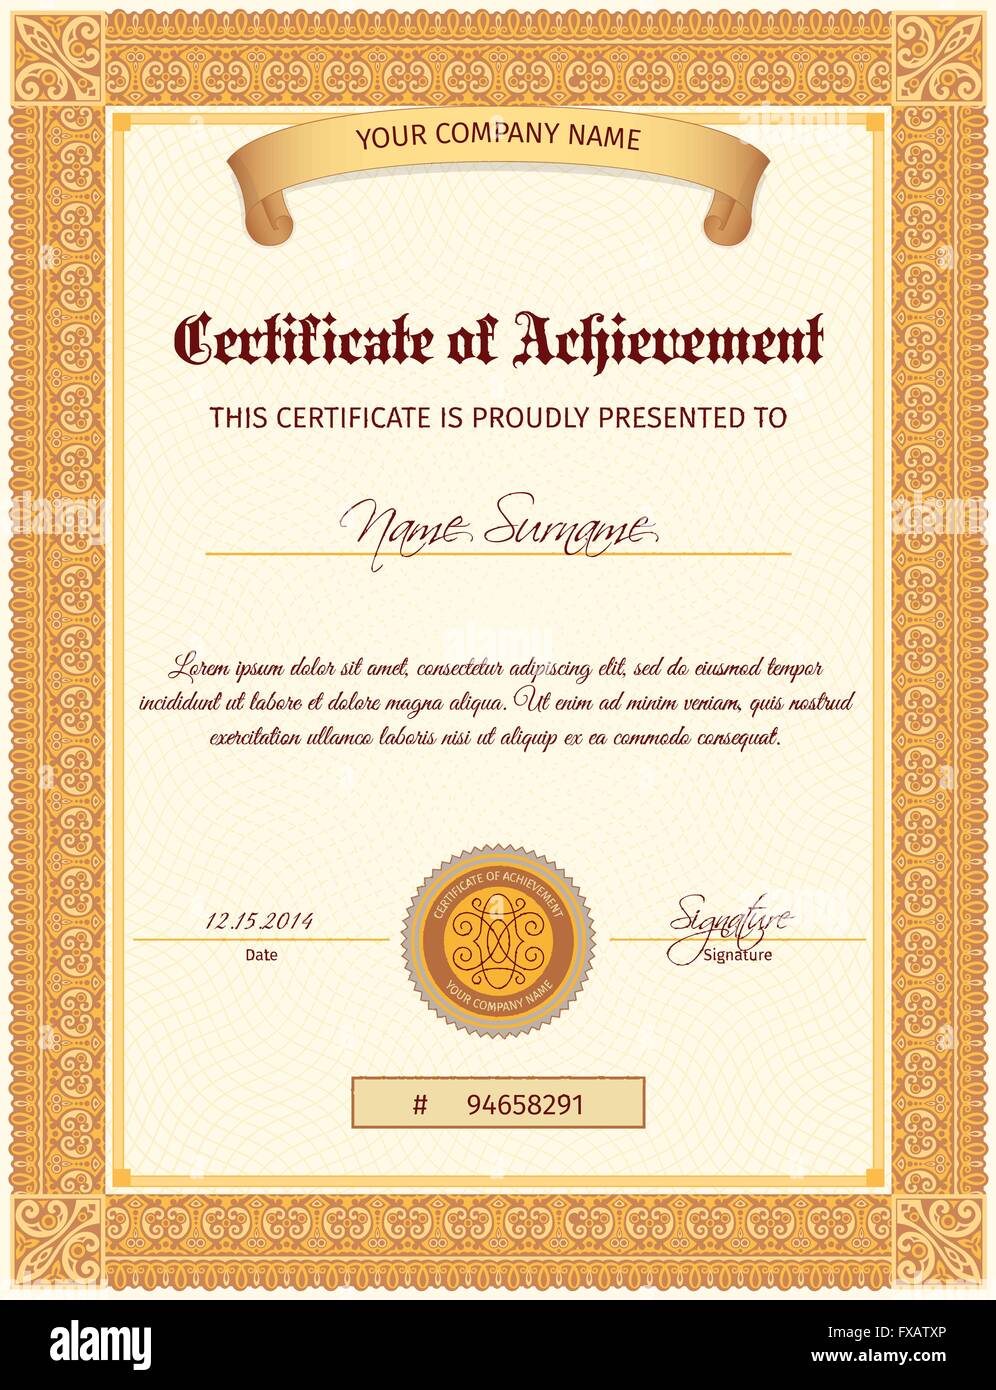 YOUR COMPANY NAME
Certificate of Achievement
THIS CERTIFICATE IS PROUDLY PRESENTED TO
Name Surname
Lorem ipsum dolor sit amet, consectetur adipiscing elit, sed do eiusmod tempor
incididunt ut labore et dolore magna aliqua. Ut enim ad minim veniam, quis nostrud
exercitation ullamco laboris nisi ut aliquip ex ea commodo consequat.
12.15.2014
Date
CERTIFICATE OF ACHIEVEMENT
YOUR COMPANY NAME
Signature
Signature
# 94658291
alamy
Image ID: FXATXP
www.alamy.com